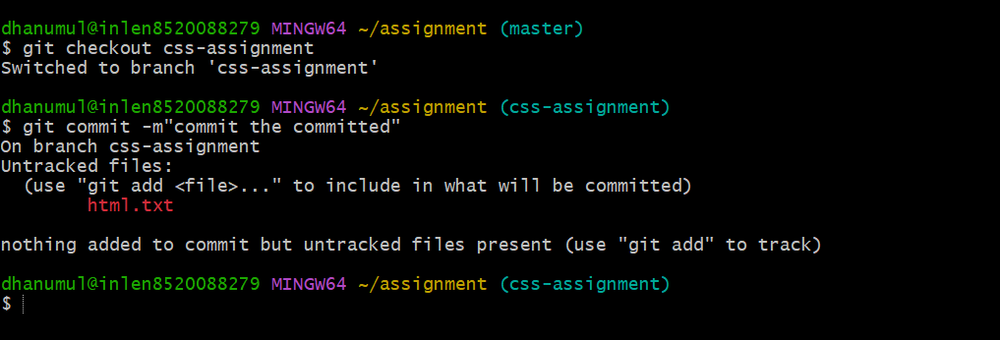 dhanumul@inlen8520088279 MINGW64 ~/assignment (master)
$ git checkout css-assignment
Switched to branch 'css-assignment'
dhanumul@inlen8520088279 MINGW64 ~/assignment (css-assignment)
$ git commit -m"commit the committed"
On branch css-assignment
Untracked files:
  (use "git add <file>..." to include in what will be committed)
        html.txt
nothing added to commit but untracked files present (use "git add" to track)
dhanumul@inlen8520088279 MINGW64 ~/assignment (css-assignment)
$